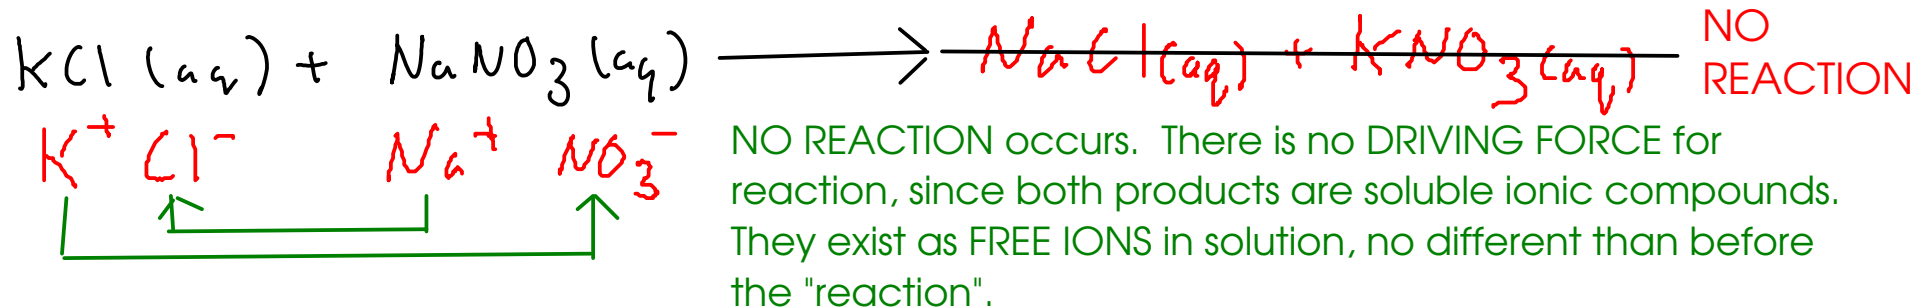 KCl (aq) + NaNO3 (aq) → NaCl(aq) + KNO3(aq) NO REACTION
K+ Cl- Na+ NO3-
NO REACTION occurs. There is no DRIVING FORCE for
reaction, since both products are soluble ionic compounds.
They exist as FREE IONS in solution, no different than before
the "reaction".